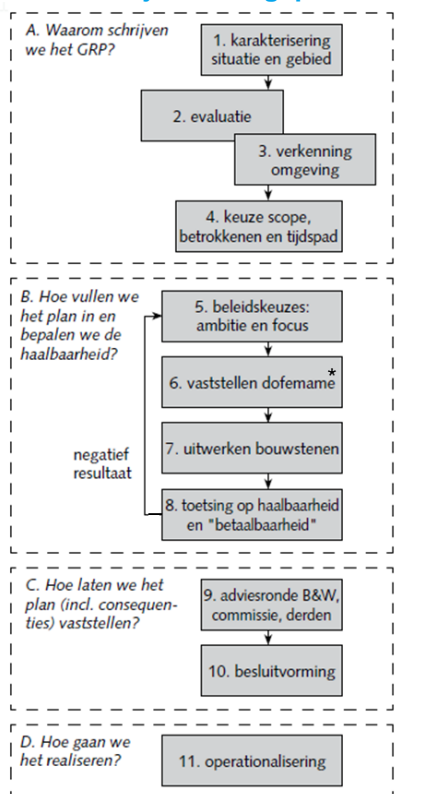 A. Waarom schrijven
we het GRP?
1. karakterisering
situatie en gebied
2. evaluatie
3. verkenning
omgeving
4. keuze scope,
betrokkenen en tijdspad
B. Hoe vullen we
het plan in en
bepalen we de
haalbaarheid?
5. beleidskeuzes:
ambitie en focus
6. vaststellen dofemame*
7. uitwerken bouwstenen
negatief
resultaat
8. toetsing op haalbaarheid
en "betaalbaarheid"
C. Hoe laten we het
plan (incl. consequen-
ties) vaststellen?
9. adviesronde B&W,
commissie, derden
10. besluitvorming
D. Hoe gaan we
het realiseren?
11. operationalisering